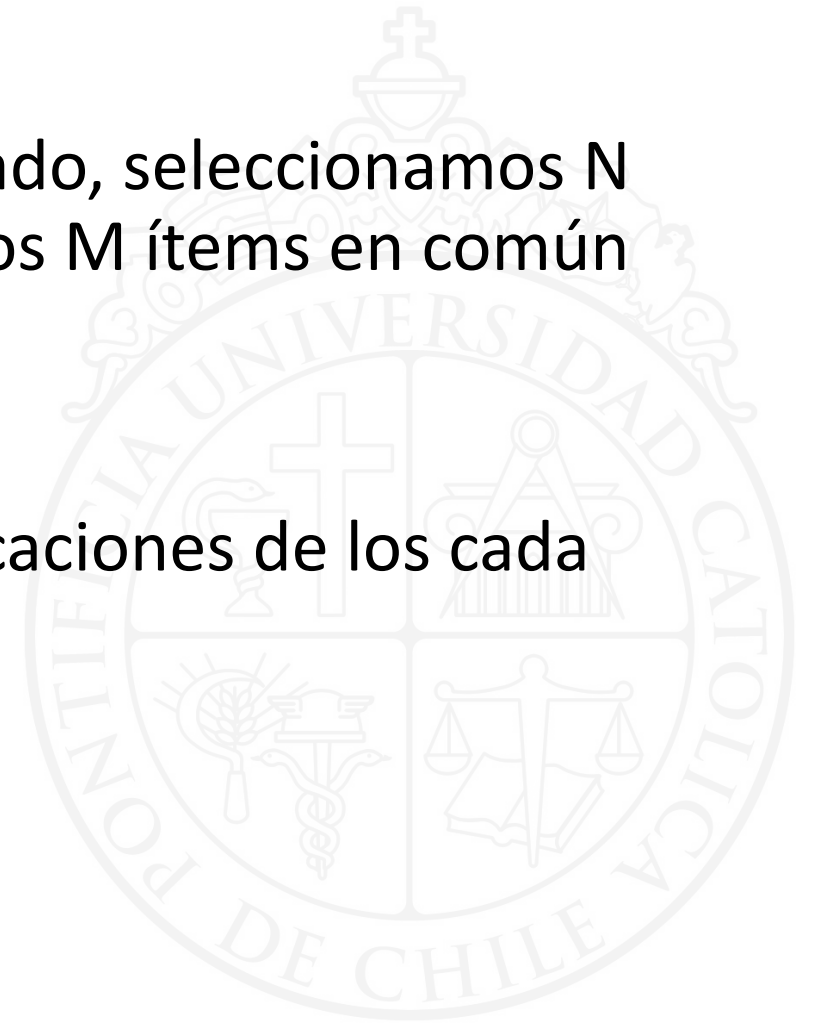 ndo, seleccionamos N
os M ítems en común
caciones de los cada
PONTIFICIA UNIVERSIDAD CATOLICA DE CHILE